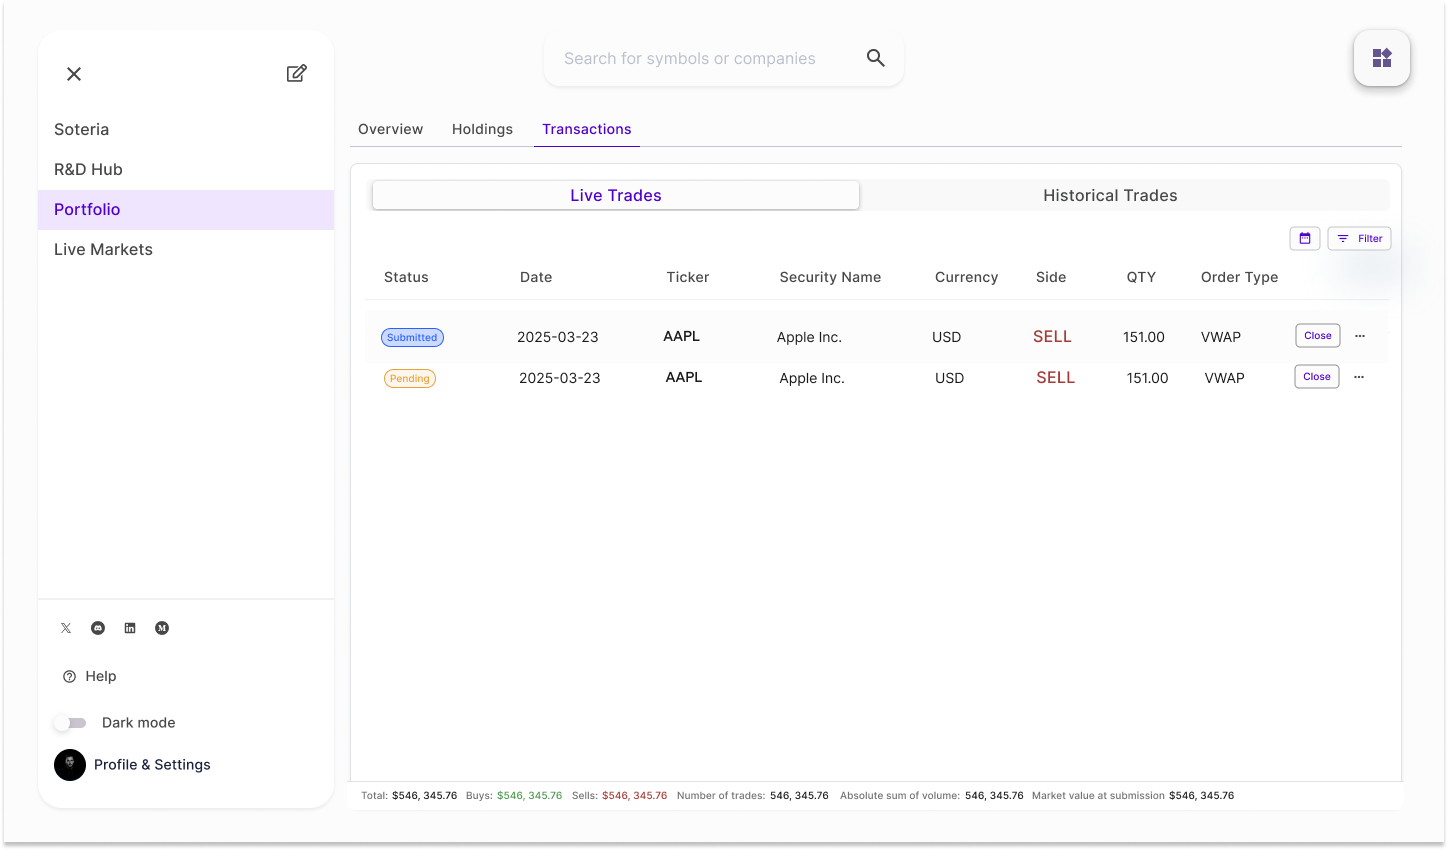 Search for symbols or companies
Soteria
R&D Hub
Portfolio
Live Markets
Overview Holdings Transactions
Live Trades Historical Trades
Filter
Status Date Ticker Security Name Currency Side QTY Order Type
Submitted 2025-03-23 AAPL Apple Inc. USD SELL 151.00 VWAP Close ...
Pending 2025-03-23 AAPL Apple Inc. USD SELL 151.00 VWAP Close ...
Help
Dark mode
Profile & Settings
Total: $546, 345.76 Buys: $546, 345.76 Sells: $546, 345.76 Number of trades: 546, 345.76 Absolute sum of volume: 546, 345.76 Market value at submission $546, 345.76